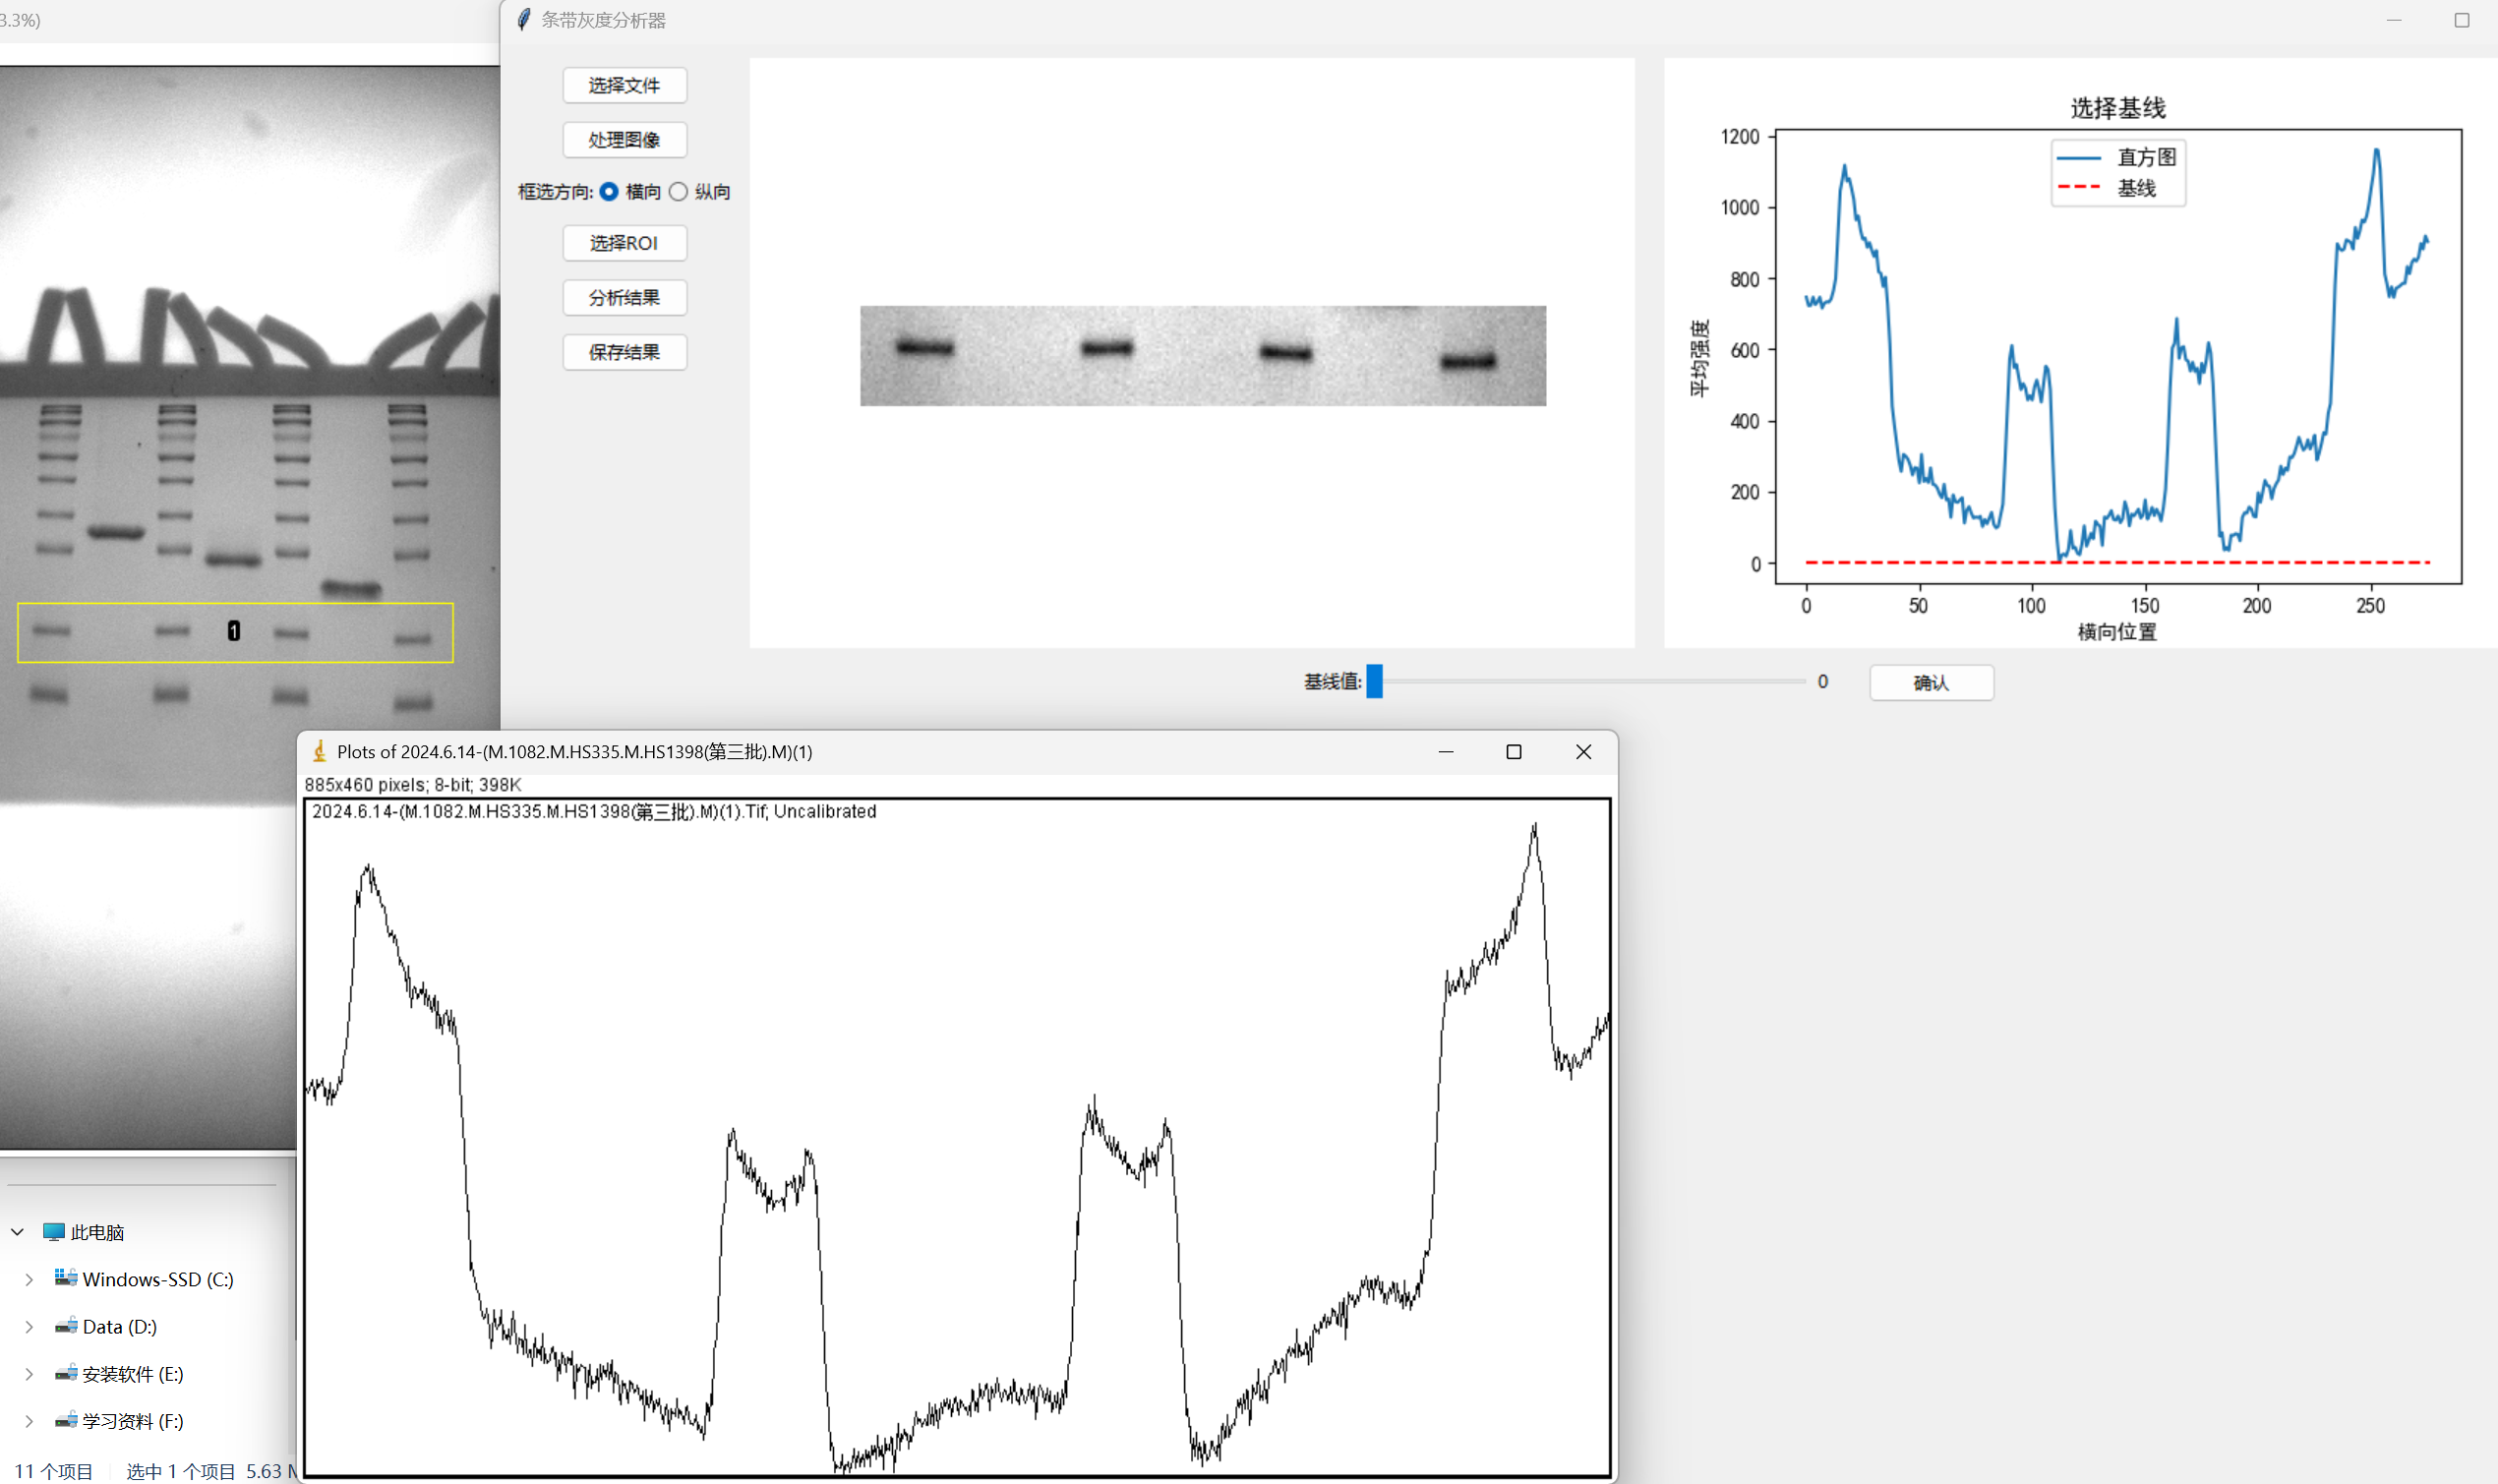 3.3%)
条带灰度分析器
选择文件
处理图像
框选方向: 横向 纵向
选择ROI
分析结果
保存结果
选择基线
直方图
基线
1200
1000
800
600
400
200
0
平均强度
0 50 100 150 200 250
横向位置
基线值: 0 确认
1
Plots of 2024.6.14-(M.1082.M.HS335.M.HS1398(第三批).M)(1)
885x460 pixels; 8-bit; 398K
2024.6.14-(M.1082.M.HS335.M.HS1398(第三批).M)(1).Tif; Uncalibrated
此电脑
Windows-SSD (C:)
Data (D:)
安装软件 (E:)
学习资料 (F:)
11 个项目 选中 1 个项目 5.63 M